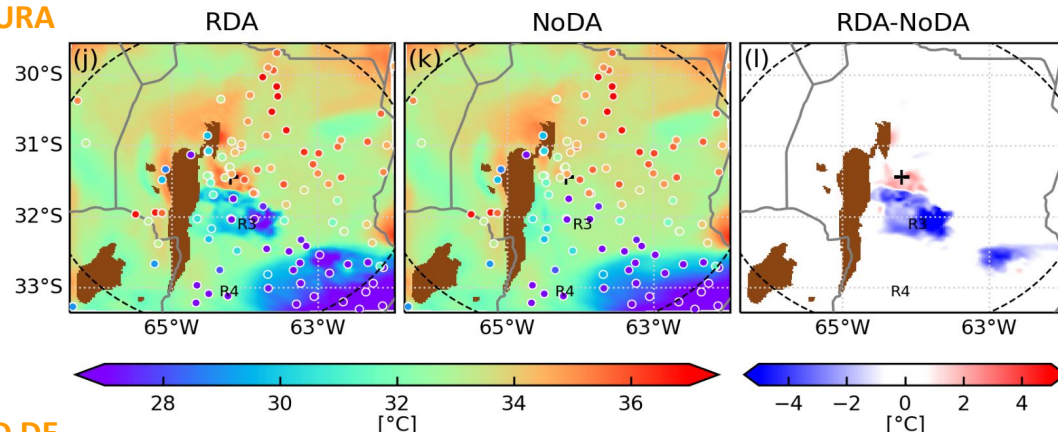 URA
RDA NoDA RDA-NoDA
(j) (k) (l)
30°S
31°S
32°S
33°S
R3 R3 R3
R4 R4 R4
65°W 63°W 65°W 63°W 65°W 63°W
28 30 32 34 36 −4 −2 0 2 4
[°C] [°C]
O DE